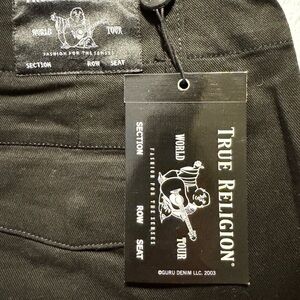 WORLD TOUR
FASHION FOR THE SENSES
SECTION ROW SEAT
TRUE RELIGION®
WORLD TOUR
FASHION FOR THE SENSES
SECTION ROW SEAT
©GURU DENIM LLC. 2003